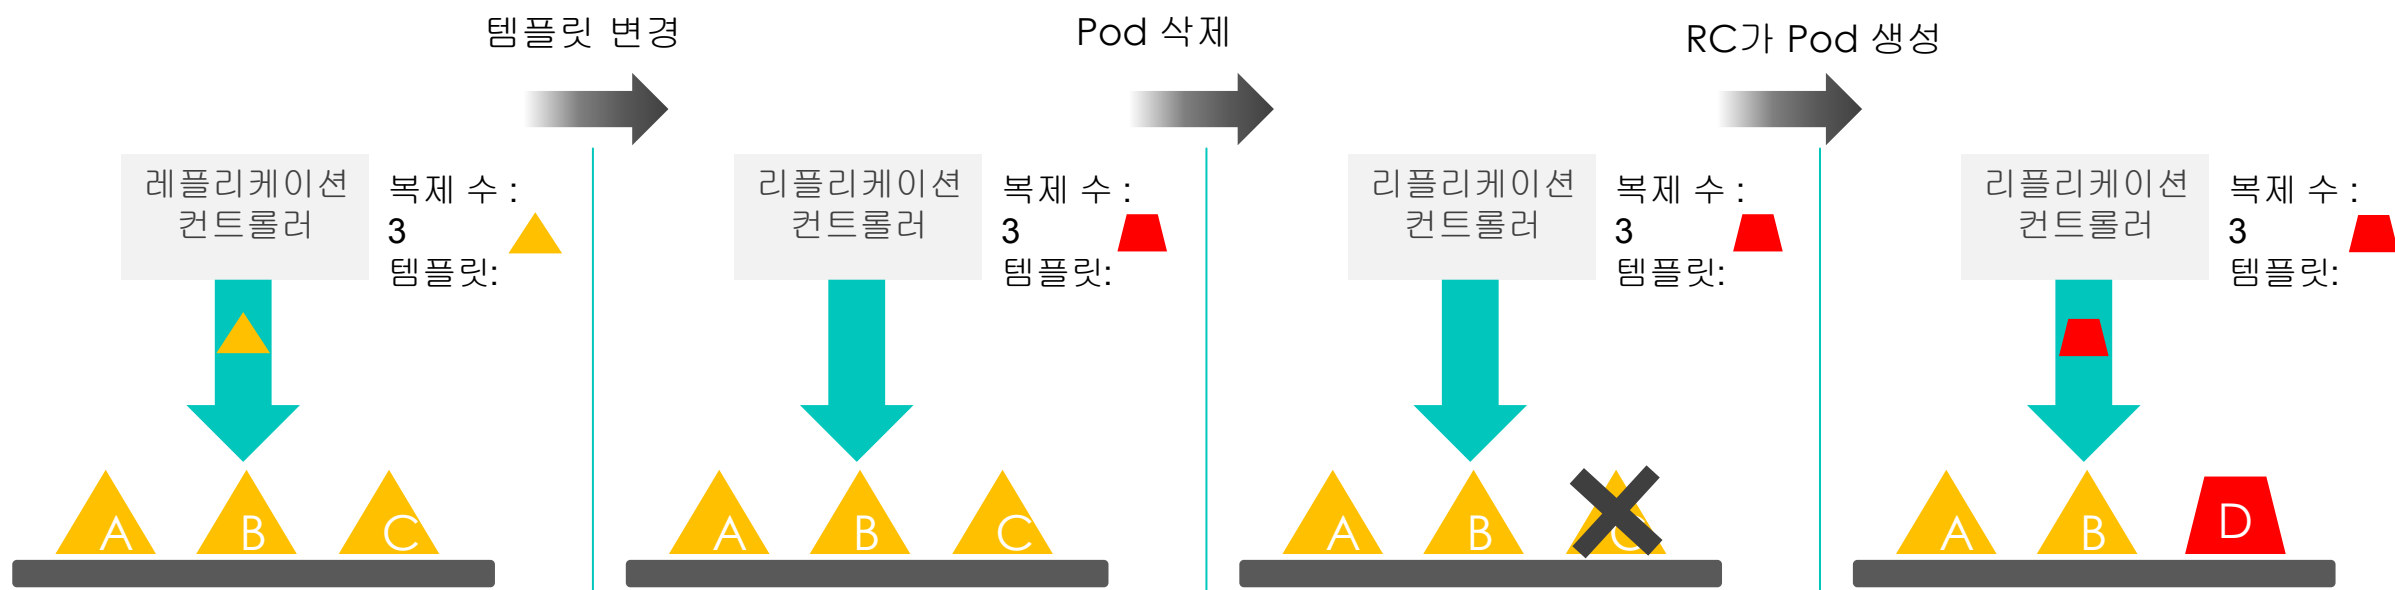 템플릿 변경
Pod 삭제
RC가 Pod 생성
레플리케이션
컨트롤러
복제 수 :
3
템플릿:
A
B
C
리플리케이션
컨트롤러
복제 수 :
3
템플릿:
A
B
C
리플리케이션
컨트롤러
복제 수 :
3
템플릿:
A
B
C
리플리케이션
컨트롤러
복제 수 :
3
템플릿:
A
B
D